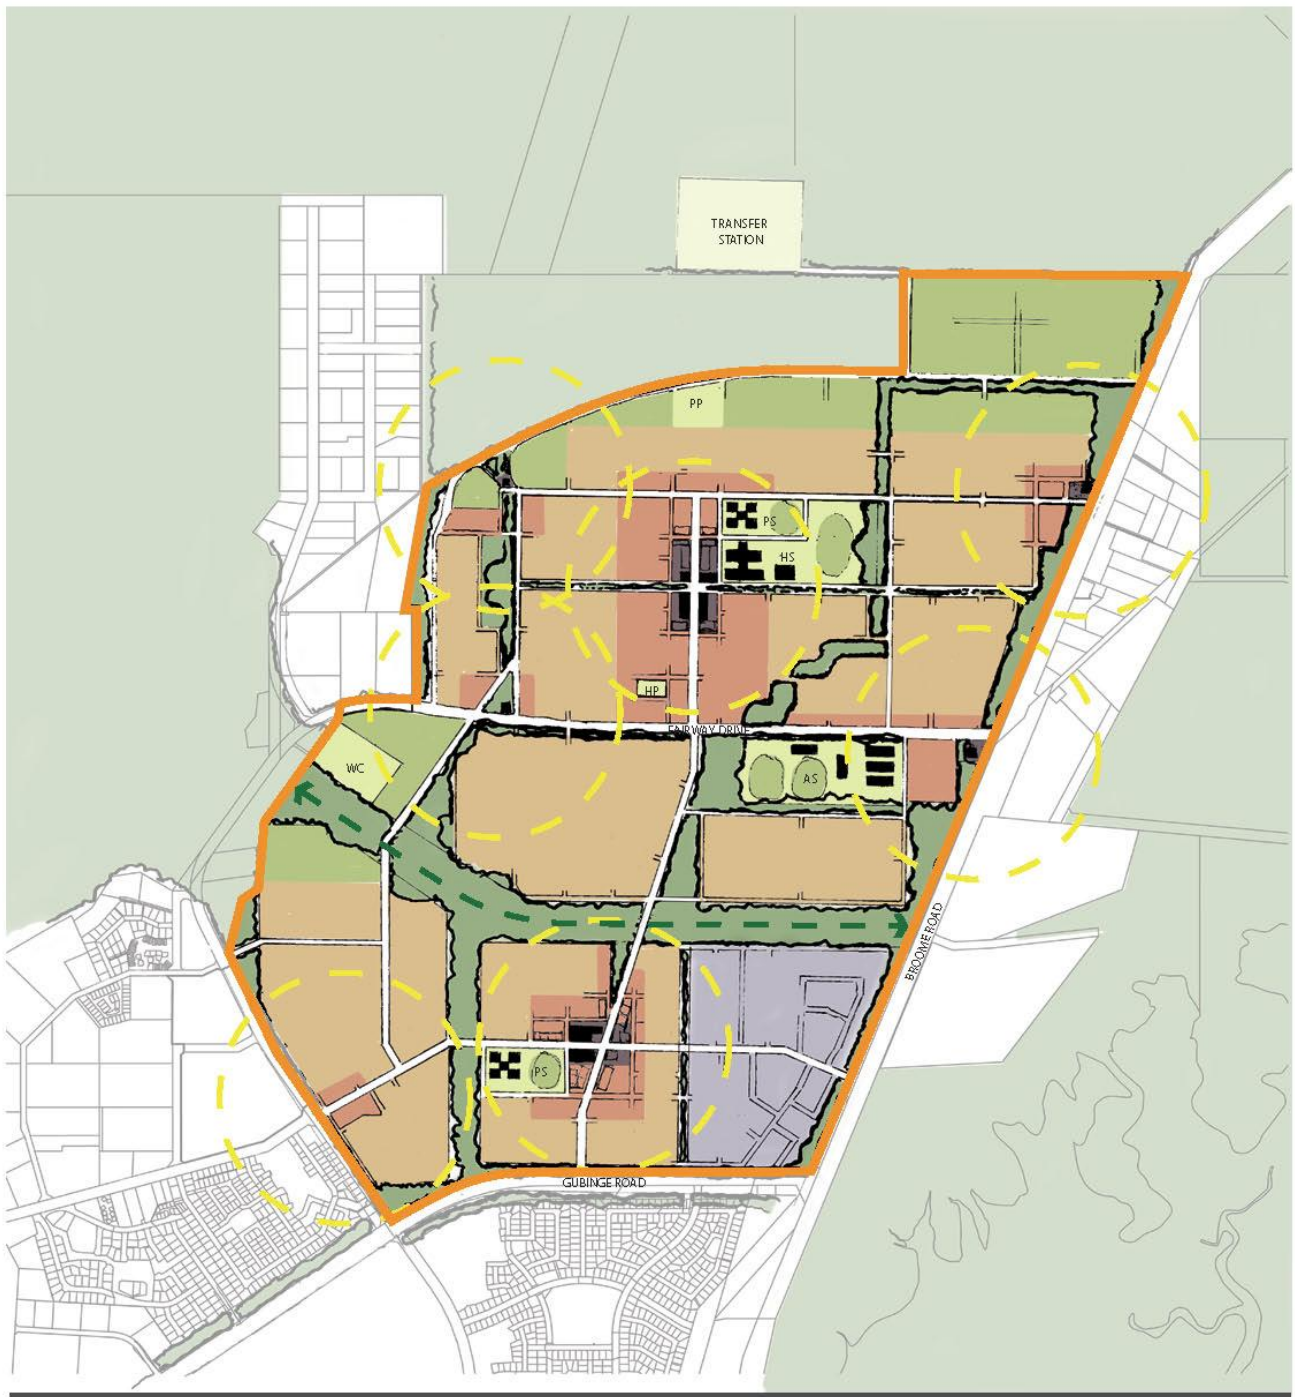 TRANSFER
STATION
PP
PS
HS
HP
FAIRWAY DRIVE
WC
AS
BROOME ROAD
PS
GUBINGE ROAD